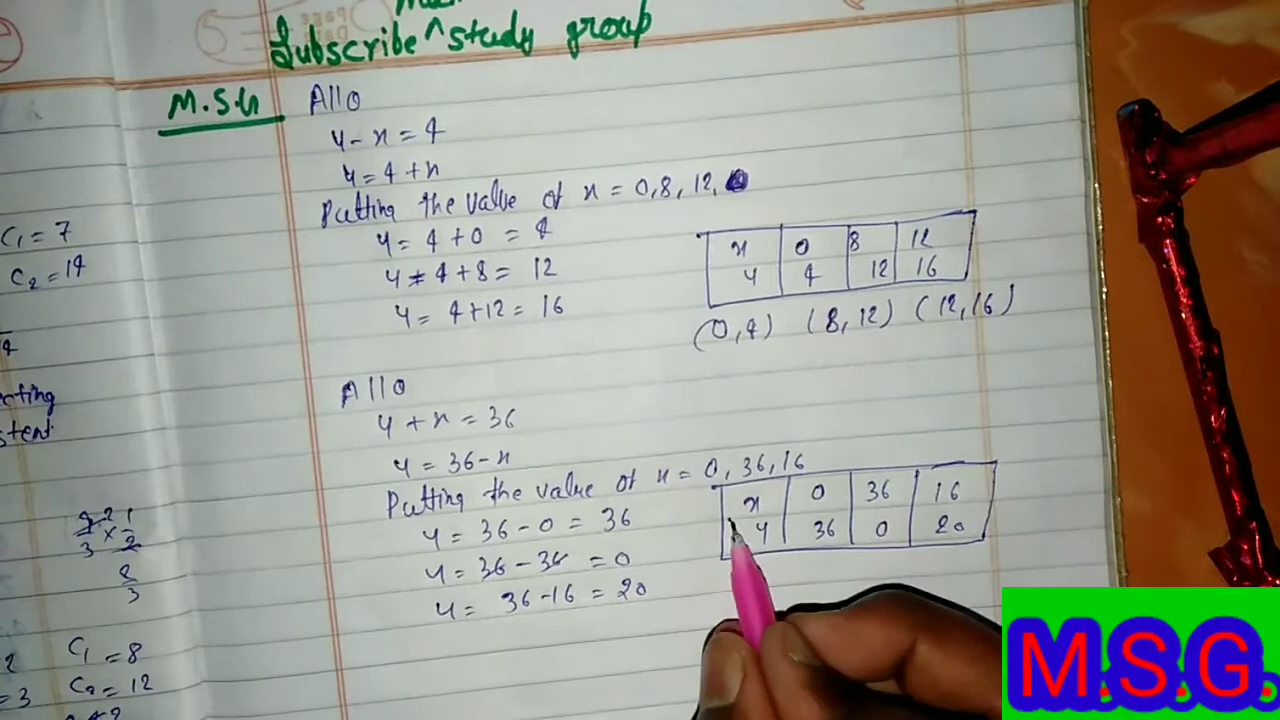 Subscribe ^ study group
M.S.G
Allo
y - x = 4
y = 4 + x
Putting the value of x = 0, 8, 12,
y = 4 + 0 = 4
y = 4 + 8 = 12
y = 4 + 12 = 16
x 0 8 12
y 4 12 16
(0,4) (8,12) (12,16)
Allo
y + x = 36
y = 36 - x
Putting the value of x = 0, 36, 16
y = 36 - 0 = 36
y = 36 - 36 = 0
y = 36 - 16 = 20
x 0 36 16
y 36 0 20
C₁ = 7
C₂ = 14
C₁ = 8
C₂ = 12
M.S.G.